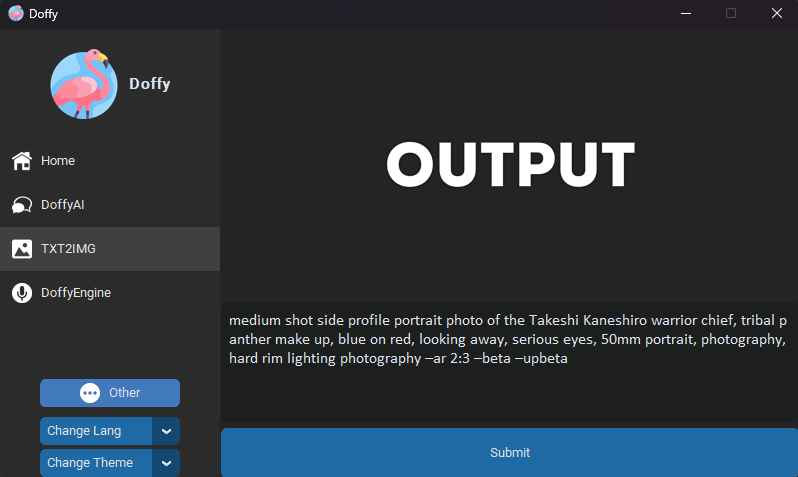 Doffy
Doffy
Home
DoffyAI
TXT2IMG
DoffyEngine
Other
Change Lang
Change Theme
OUTPUT
medium shot side profile portrait photo of the Takeshi Kaneshiro warrior chief, tribal p
anther make up, blue on red, looking away, serious eyes, 50mm portrait, photography,
hard rim lighting photography –ar 2:3 –beta –upbeta
Submit